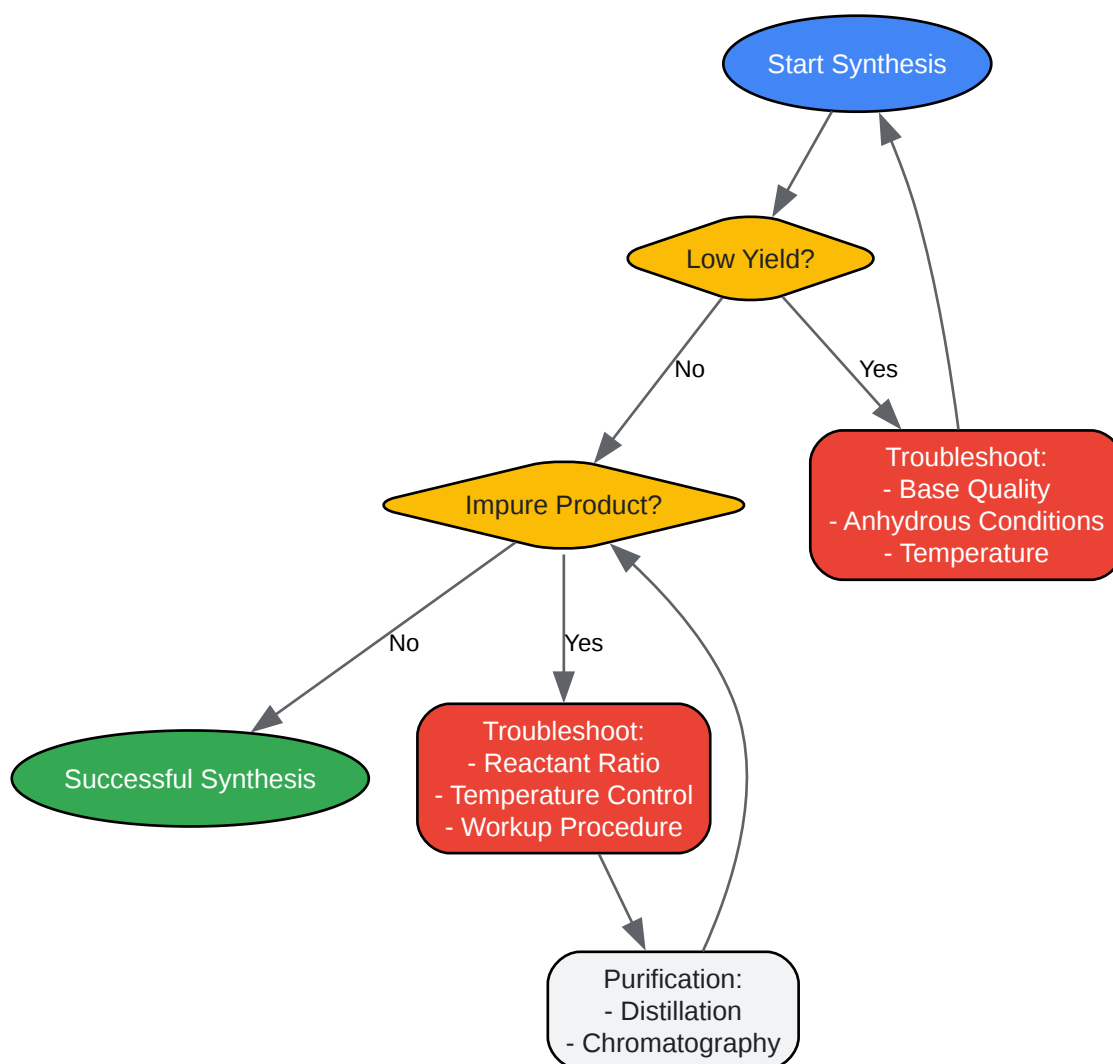 Start Synthesis
Low Yield?
No
Yes
Troubleshoot:
- Base Quality
- Anhydrous Conditions
- Temperature
Impure Product?
No
Yes
Successful Synthesis
Troubleshoot:
- Reactant Ratio
- Temperature Control
- Workup Procedure
Purification:
- Distillation
- Chromatography